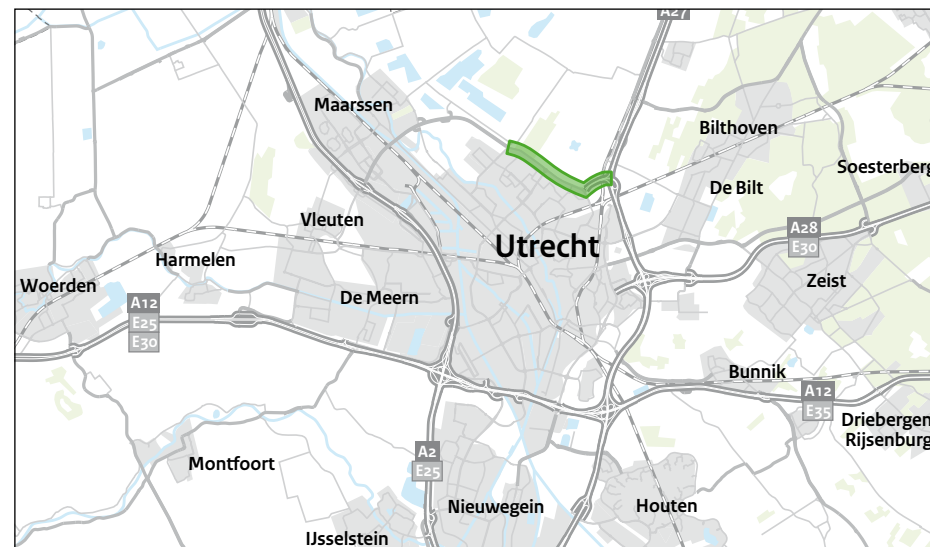 A27
Maarssen
Bilthoven
Soesterberg
De Bilt
Vleuten
A28
E30
Utrecht
Harmelen
Zeist
Woerden
De Meern
A12
E25
E30
Bunnik
A12
E35
Driebergen
Rijsenburg
A2
E25
Montfoort
Nieuwegein
Houten
IJsselstein